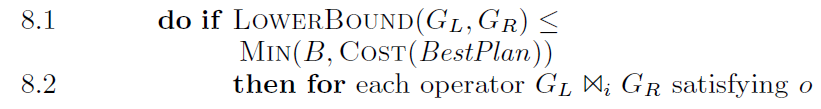 8.1 do if LOWERBOUND(G_L, G_R) ≤
MIN(B, COST(BestPlan))
8.2 then for each operator G_L ⋈_i G_R satisfying o